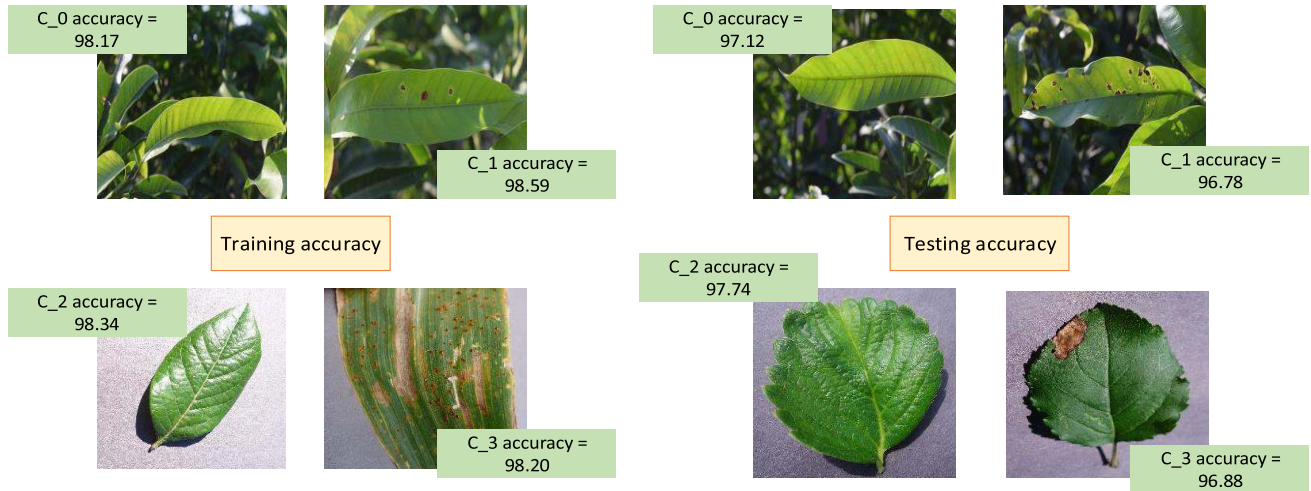 C_0 accuracy =
98.17
C_1 accuracy =
98.59
Training accuracy
C_2 accuracy =
98.34
C_3 accuracy =
98.20
C_0 accuracy =
97.12
C_1 accuracy =
96.78
Testing accuracy
C_2 accuracy =
97.74
C_3 accuracy =
96.88